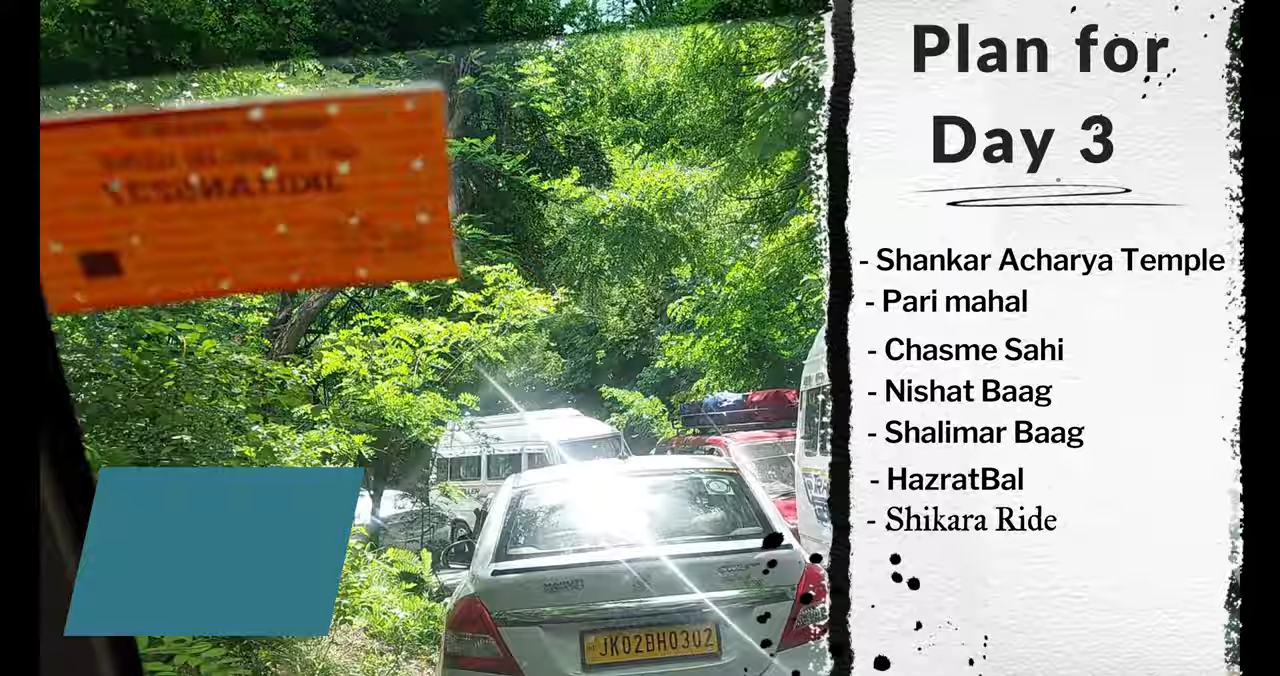 Plan for
Day 3
- Shankar Acharya Temple
- Pari mahal
- Chasme Sahi
- Nishat Baag
- Shalimar Baag
- HazratBal
- Shikara Ride
JK02BH0302